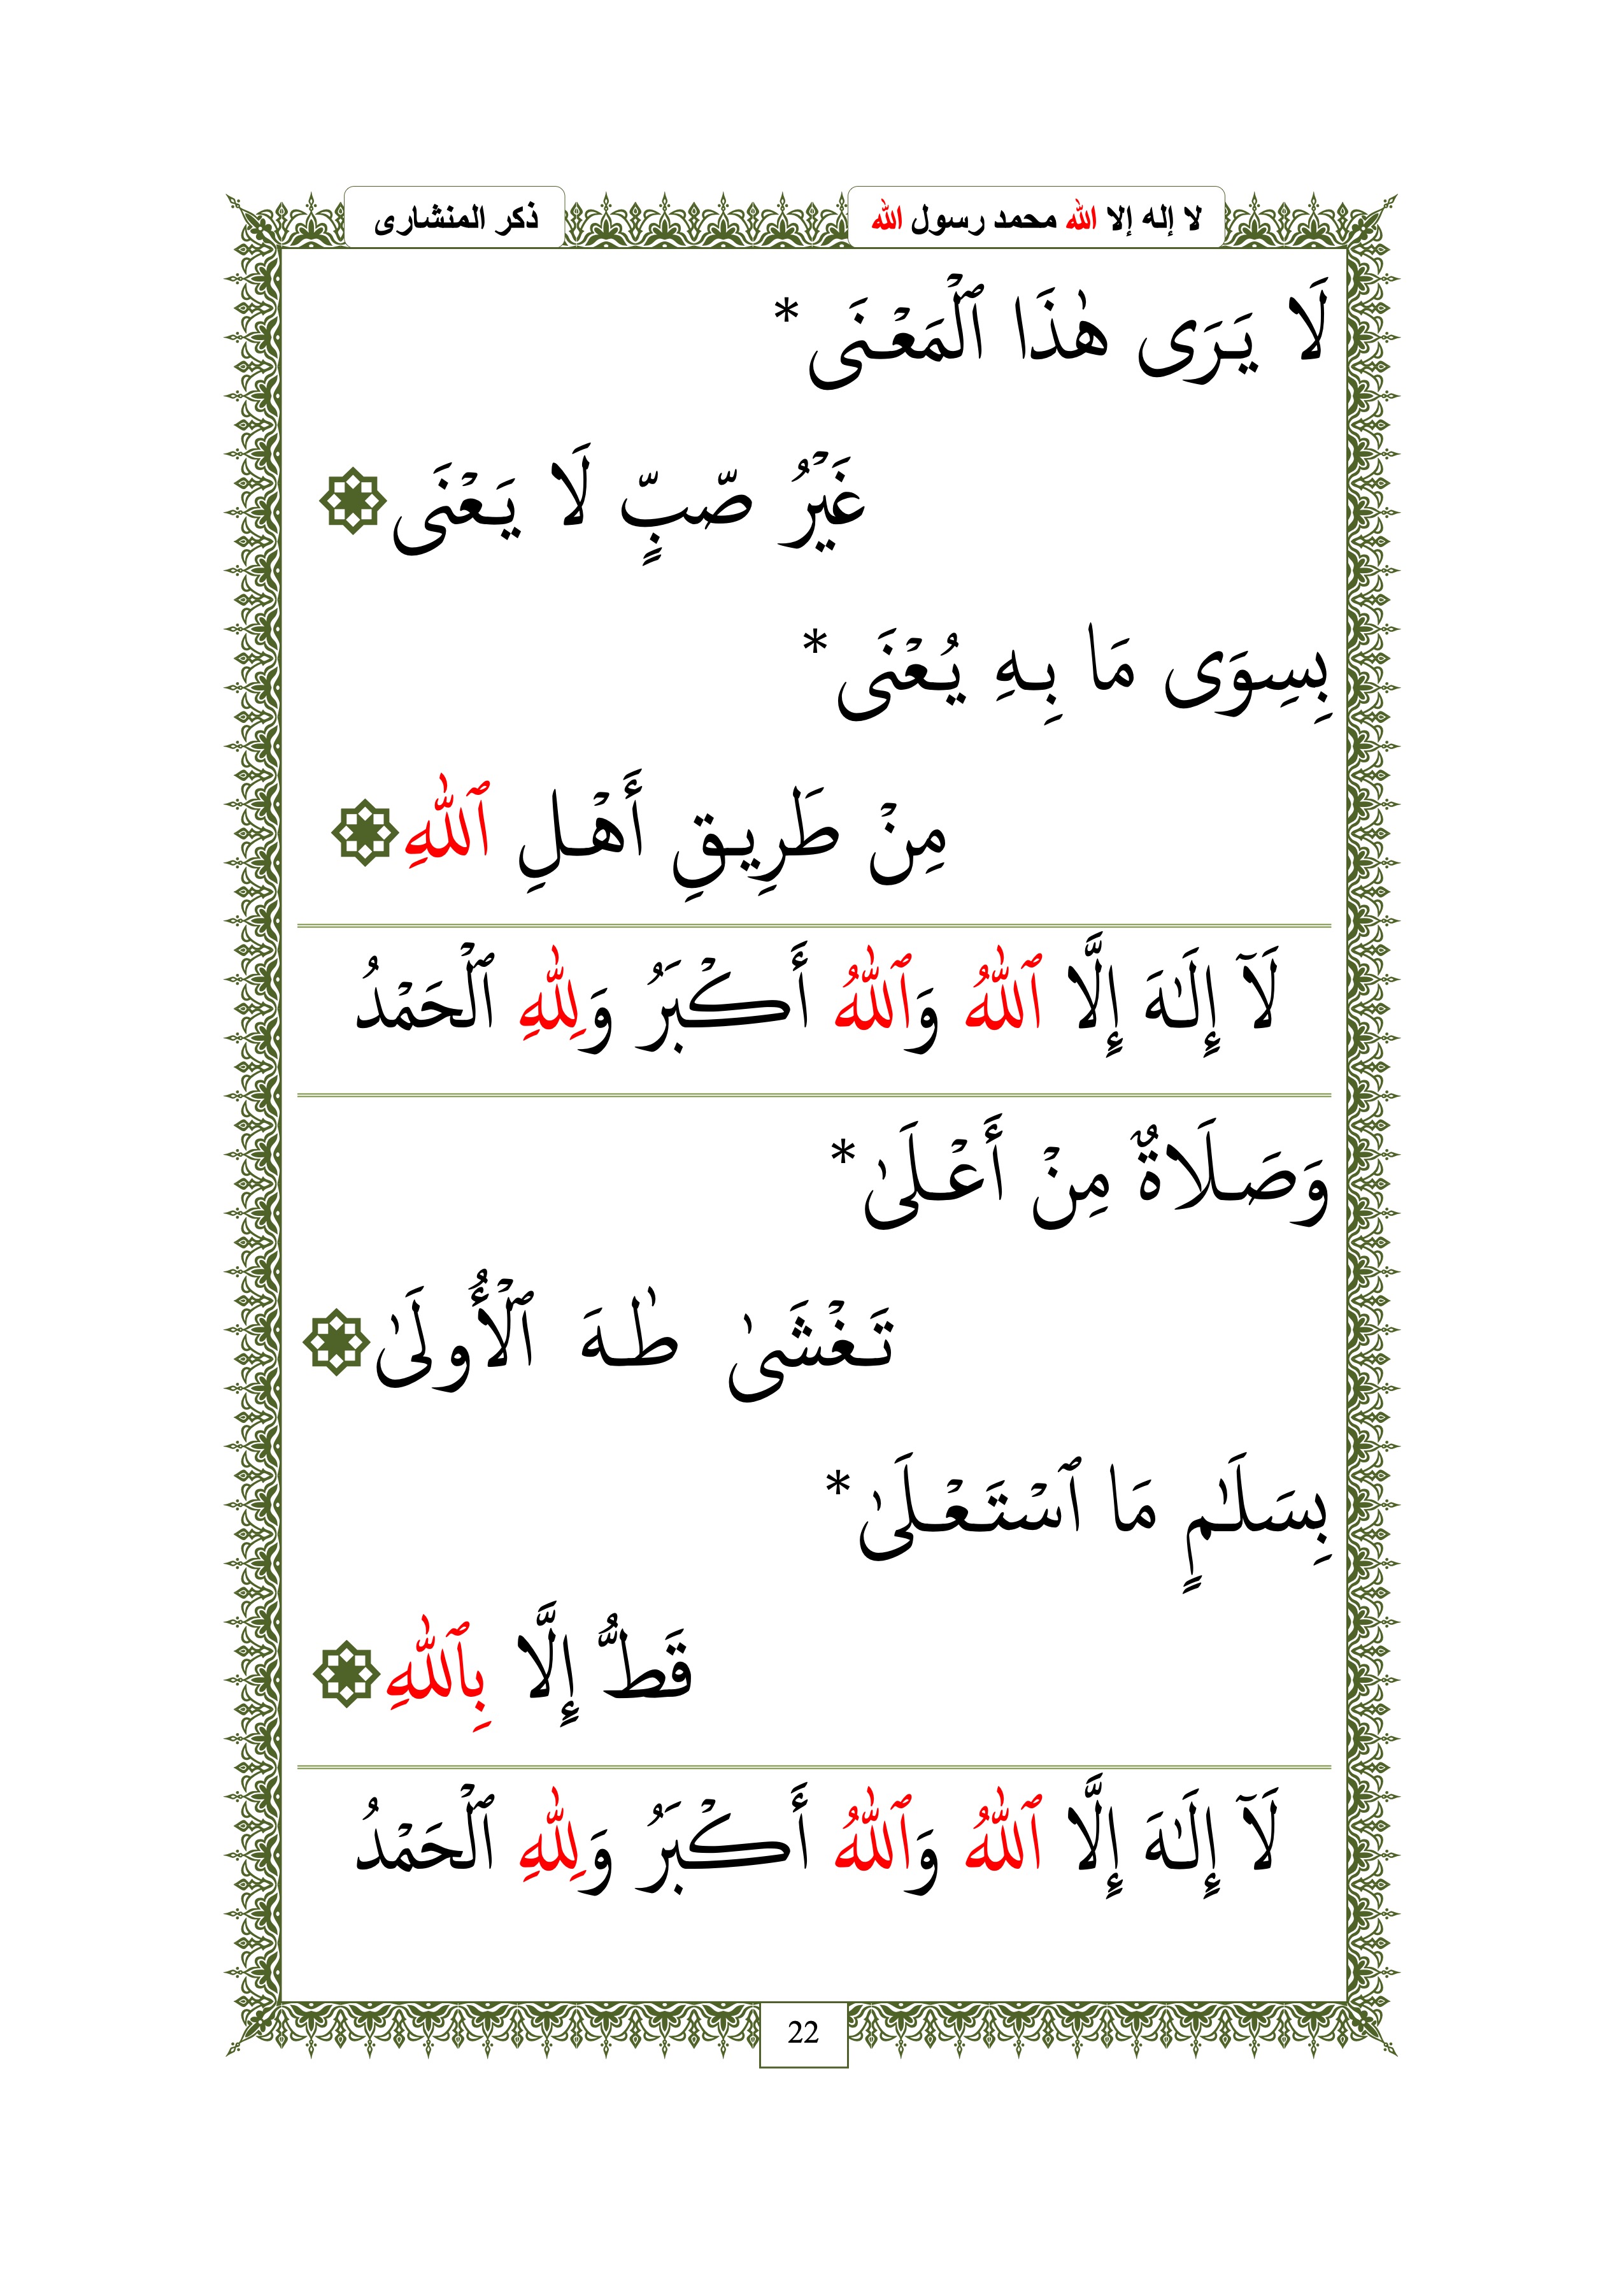 لا إله إلا الله محمد رسول الله
ذكر المنشارى
لَا يَرَى هٰذَا ٱلْمَعْنَى *
غَيْرُ صّبٍّ لَا يَعْنَى ۞
بِسِوَى مَا بِهِ يُعْنَى *
مِنْ طَرِيقِ أَهْلِ ٱللّٰهِ ۞
لَآ إِلَـٰهَ إِلَّا ٱللّٰهُ وَٱللّٰهُ أَكْبَرُ وَلِلّٰهِ ٱلْحَمْدُ
وَصَلَاةٌ مِنْ أَعْلَىٰ *
تَغْشَىٰ طٰهَ ٱلْأُولَىٰ ۞
بِسَلَـٰمٍ مَا ٱسْتَعْلَىٰ *
قَطُّ إِلَّا بِٱللّٰهِ ۞
لَآ إِلَـٰهَ إِلَّا ٱللّٰهُ وَٱللّٰهُ أَكْبَرُ وَلِلّٰهِ ٱلْحَمْدُ
22